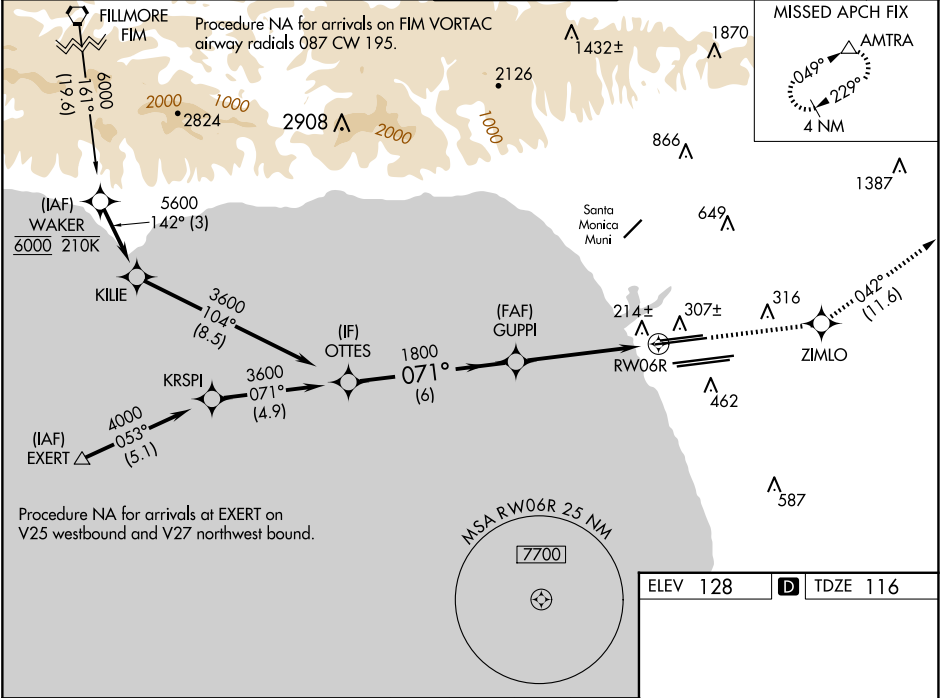 FILLMORE
FIM
Procedure NA for arrivals on FIM VORTAC
airway radials 087 CW 195.
MISSED APCH FIX
AMTRA
049°
229°
4 NM
6000
161°
(19.6)
1432±
1870
2126
2000
1000
2824
2908
2000
1000
866
1387
649
(IAF)
WAKER
6000 210K
5600
142° (3)
Santa
Monica
Muni
KILIE
3600
104°
(8.5)
(IF)
OTTES
1800
071°
(6)
(FAF)
GUPPI
214±
307±
316
042°
(11.6)
ZIMLO
RW06R
462
KRSPI
3600
071°
(4.9)
4000
053°
(5.1)
(IAF)
EXERT
587
Procedure NA for arrivals at EXERT on
V25 westbound and V27 northwest bound.
MSA RW06R 25 NM
7700
ELEV 128 D TDZE 116